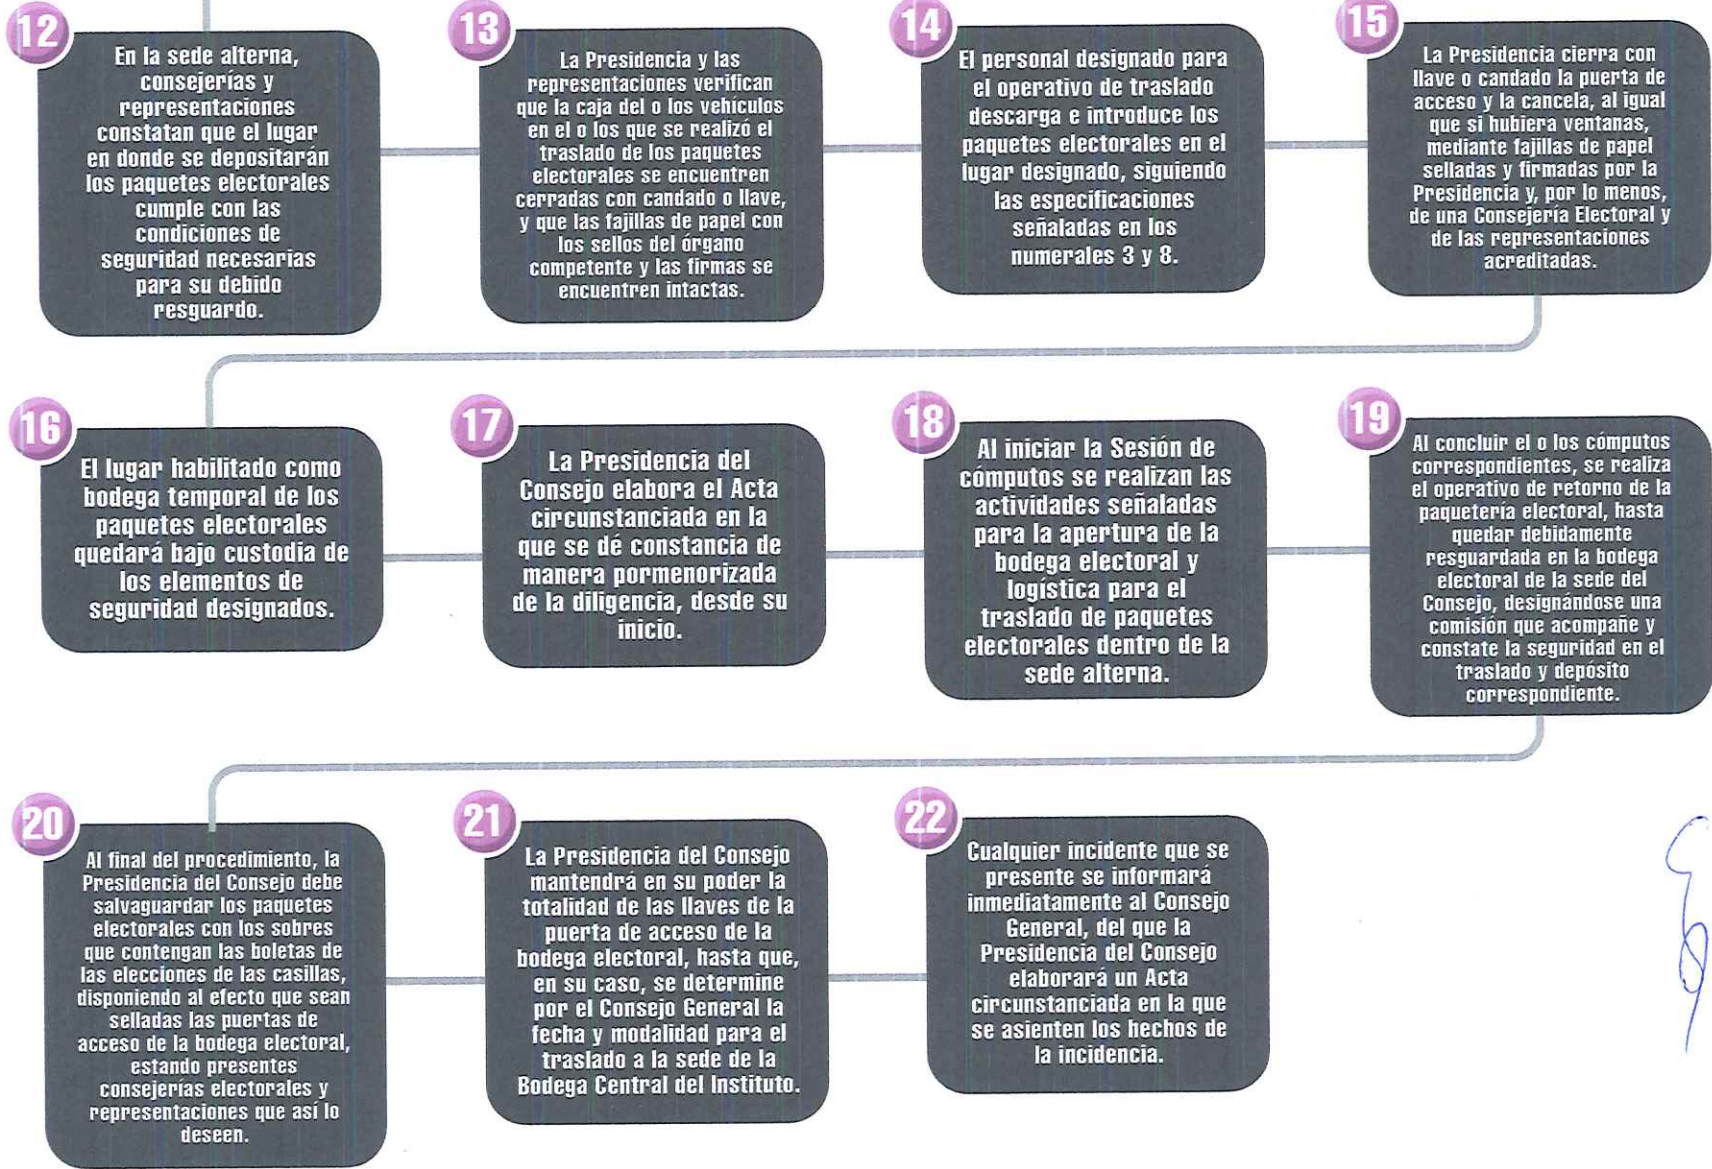 12
En la sede alterna,
consejerías y
representaciones
constatan que el lugar
en donde se depositarán
los paquetes electorales
cumple con las
condiciones de
seguridad necesarias
para su debido
resguardo.
13
La Presidencia y las
representaciones verifican
que la caja del o los vehículos
en el o los que se realizó el
traslado de los paquetes
electorales se encuentren
cerradas con candado o llave,
y que las fajillas de papel con
los sellos del órgano
competente y las firmas se
encuentren intactas.
14
El personal designado para
el operativo de traslado
descarga e introduce los
paquetes electorales en el
lugar designado, siguiendo
las especificaciones
señaladas en los
numerales 3 y 8.
15
La Presidencia cierra con
llave o candado la puerta de
acceso y la cancela, al igual
que si hubiera ventanas,
mediante fajillas de papel
selladas y firmadas por la
Presidencia y, por lo menos,
de una Consejería Electoral y
de las representaciones
acreditadas.
16
El lugar habilitado como
bodega temporal de los
paquetes electorales
quedará bajo custodia de
los elementos de
seguridad designados.
17
La Presidencia del
Consejo elabora el Acta
circunstanciada en la
que se dé constancia de
manera pormenorizada
de la diligencia, desde su
inicio.
18
Al iniciar la Sesión de
cómputos se realizan las
actividades señaladas
para la apertura de la
bodega electoral y
logística para el
traslado de paquetes
electorales dentro de la
sede alterna.
19
Al concluir el o los cómputos
correspondientes, se realiza
el operativo de retorno de la
paquetería electoral, hasta
quedar debidamente
resguardada en la bodega
electoral de la sede del
Consejo, designándose una
comisión que acompañe y
constate la seguridad en el
traslado y depósito
correspondiente.
20
Al final del procedimiento, la
Presidencia del Consejo debe
salvaguardar los paquetes
electorales con los sobres
que contengan las boletas de
las elecciones de las casillas,
disponiendo al efecto que sean
selladas las puertas de
acceso de la bodega electoral,
estando presentes
consejerías electorales y
representaciones que así lo
deseen.
21
La Presidencia del Consejo
mantendrá en su poder la
totalidad de las llaves de la
puerta de acceso de la
bodega electoral, hasta que,
en su caso, se determine
por el Consejo General la
fecha y modalidad para el
traslado a la sede de la
Bodega Central del Instituto.
22
Cualquier incidente que se
presente se informará
inmediatamente al Consejo
General, del que la
Presidencia del Consejo
elaborará un Acta
circunstanciada en la que
se asienten los hechos de
la incidencia.